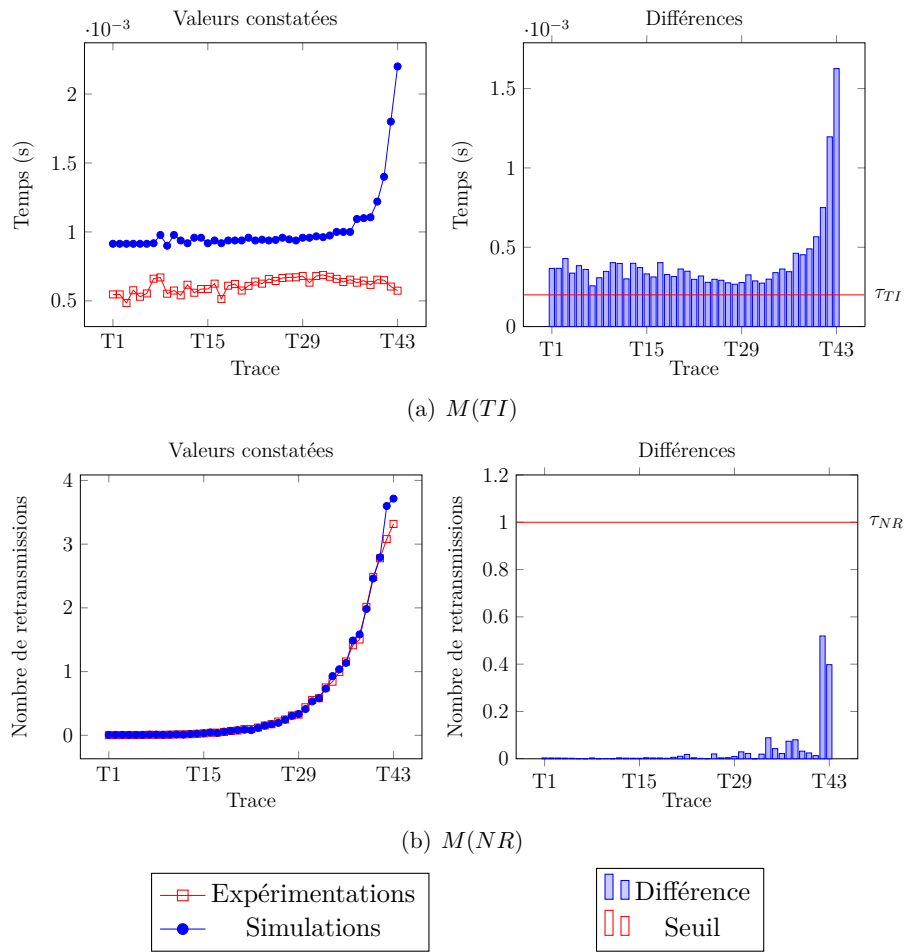 Valeurs constatées
·10⁻³
Temps (s)
2
1.5
1
0.5
T1 T15 T29 T43
Trace
Différences
·10⁻³
Temps (s)
1.5
1
0.5
0
τTI
T1 T15 T29 T43
Trace
(a) M(TI)
Valeurs constatées
Nombre de retransmissions
4
3
2
1
0
T1 T15 T29 T43
Trace
Différences
Nombre de retransmissions
1.2
1
0.8
0.6
0.4
0.2
0
τNR
T1 T15 T29 T43
Trace
(b) M(NR)
Expérimentations
Simulations
Différence
Seuil